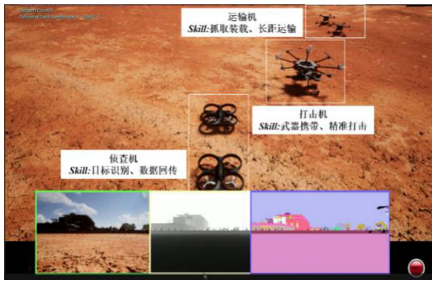 运输机
Skill:抓取装载、长距运输
打击机
Skill:武器携带、精准打击
侦查机
Skill:目标识别、数据回传